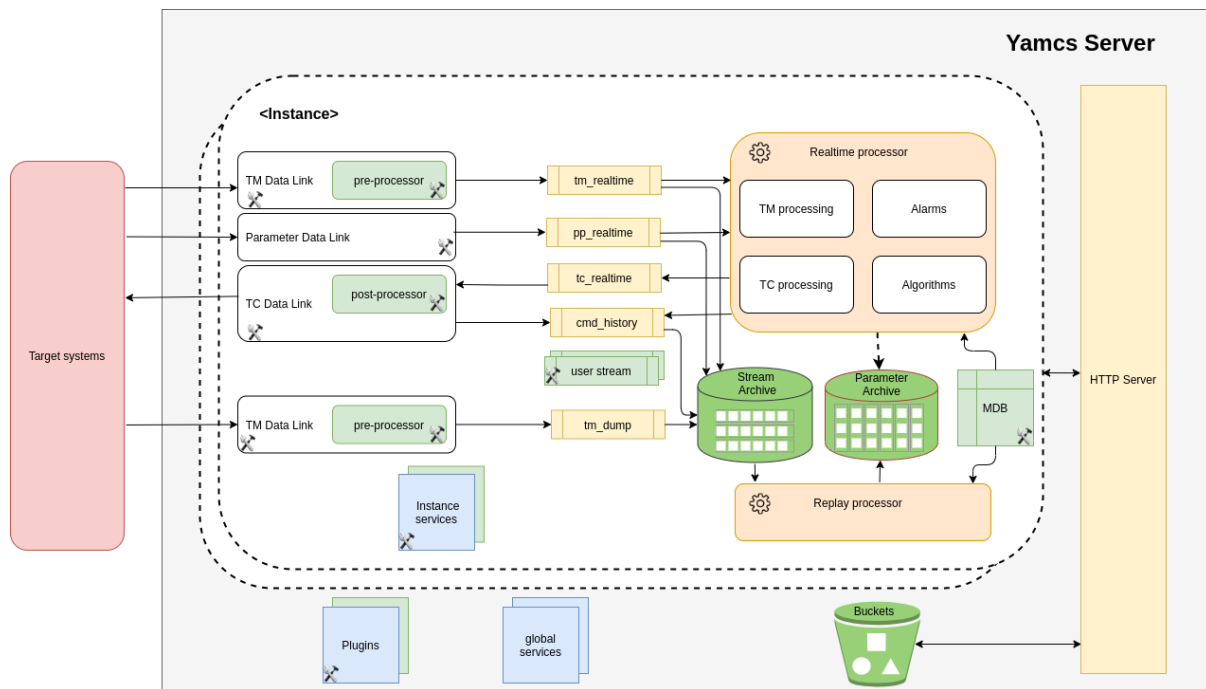 Yamcs Server
<Instance>
TM Data Link
pre-processor
Parameter Data Link
TC Data Link
post-processor
TM Data Link
pre-processor
tm_realtime
pp_realtime
tc_realtime
cmd_history
user stream
tm_dump
Realtime processor
TM processing
Alarms
TC processing
Algorithms
Target systems
Stream
Archive
Parameter
Archive
MDB
HTTP Server
Replay processor
Instance
services
Plugins
global
services
Buckets